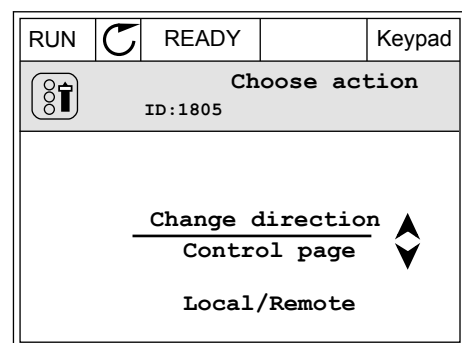 RUN READY Keypad
Choose action
ID:1805
Change direction
Control page
Local/Remote